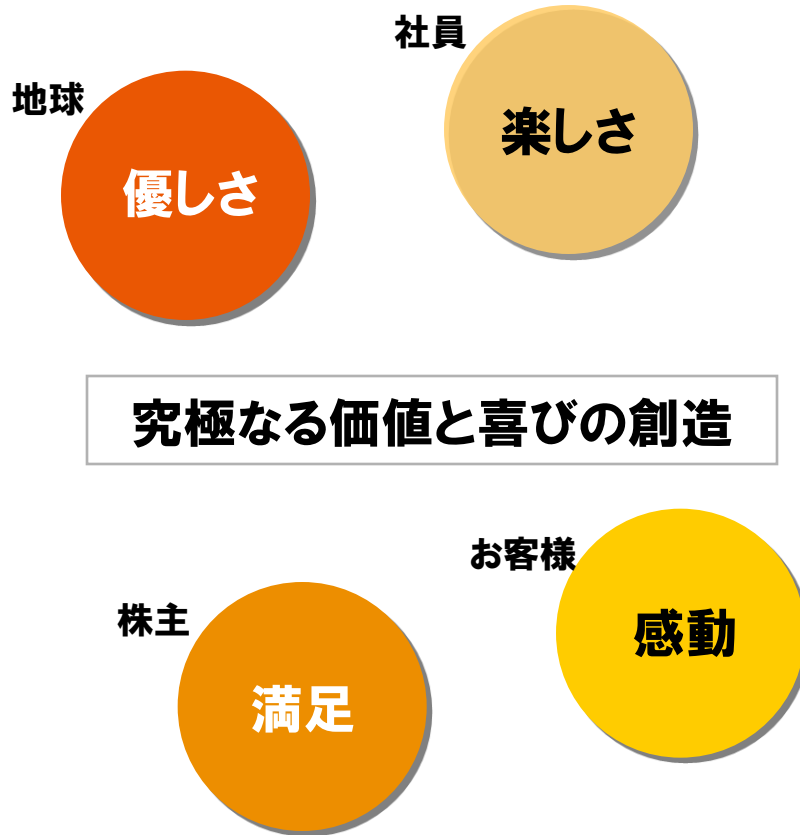 社員
楽しさ
地球
優しさ
究極なる価値と喜びの創造
お客様
感動
株主
満足